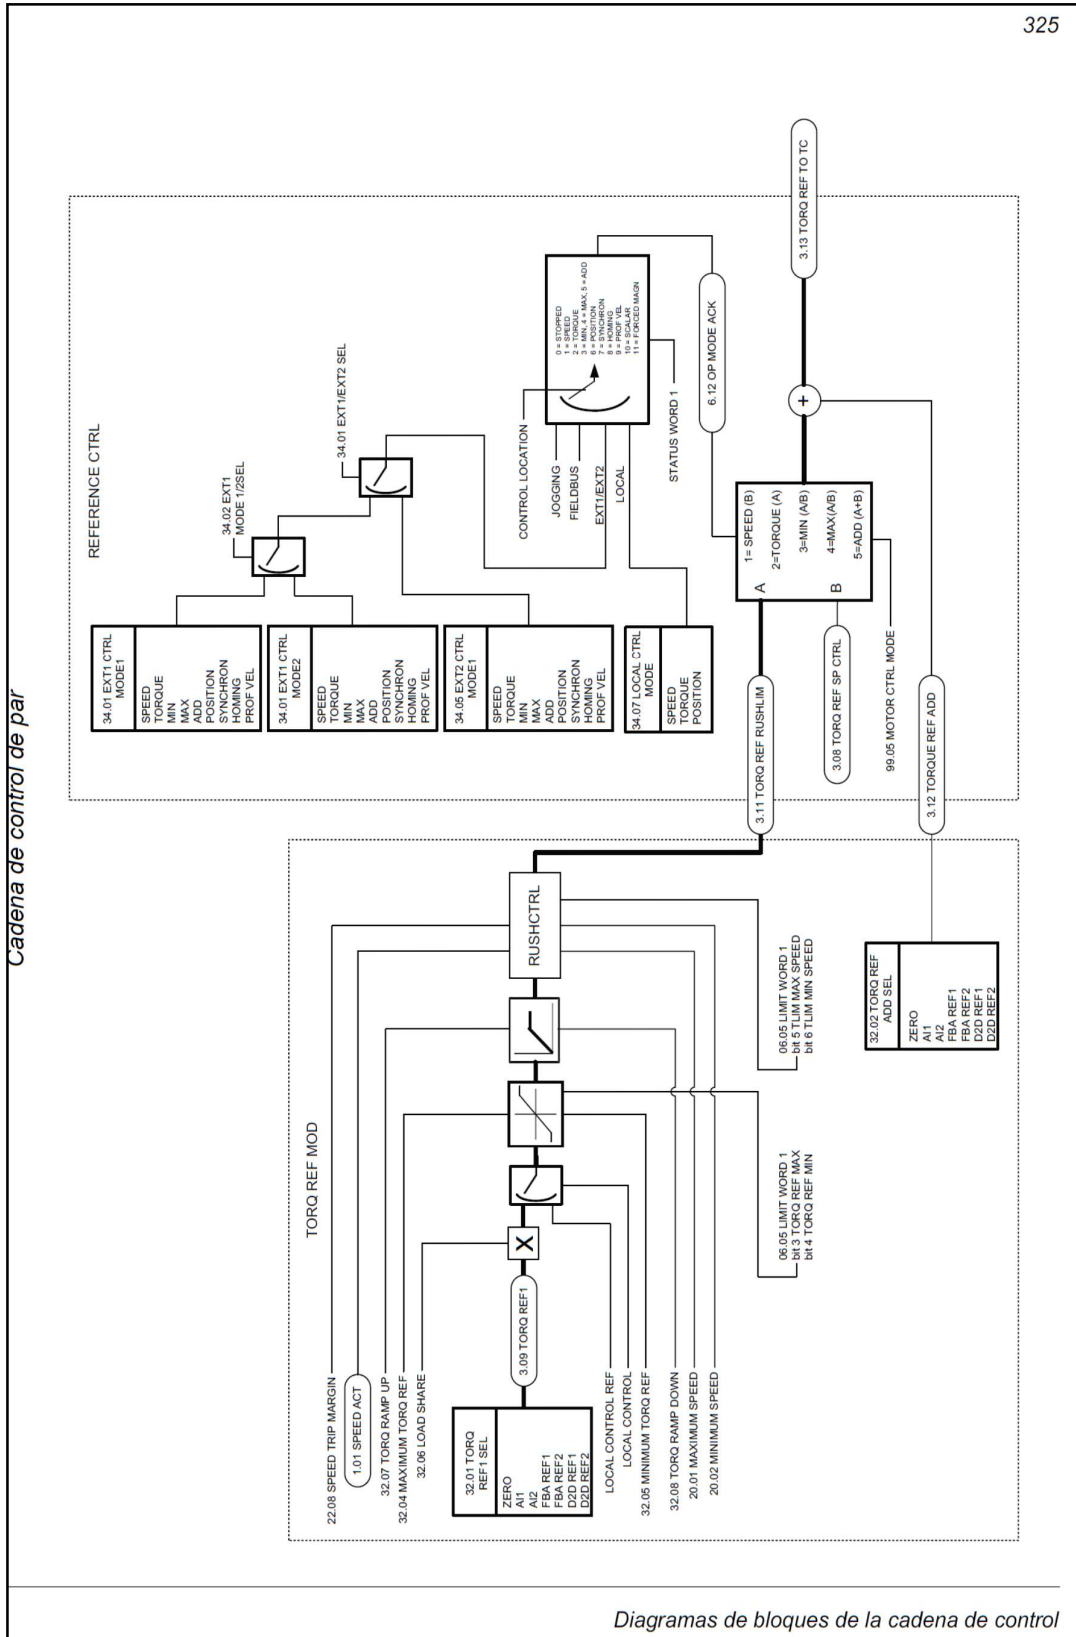 325
Cadena de control de par
TORQ REF MOD
22.08 SPEED TRIP MARGIN
1.01 SPEED ACT
32.07 TORQ RAMP UP
32.04 MAXIMUM TORQ REF
32.06 LOAD SHARE
32.01 TORQ
REF1 SEL
ZERO
AI1
AI2
FBA REF1
FBA REF2
D2D REF1
D2D REF2
3.09 TORQ REF1
X
RUSHCTRL
LOCAL CONTROL REF
LOCAL CONTROL
32.05 MINIMUM TORQ REF
32.08 TORQ RAMP DOWN
20.01 MAXIMUM SPEED
20.02 MINIMUM SPEED
06.05 LIMIT WORD 1
bit 3 TORQ REF MAX
bit 4 TORQ REF MIN
06.05 LIMIT WORD 1
bit 5 TLIM MAX SPEED
bit 6 TLIM MIN SPEED
32.02 TORQ REF
ADD SEL
ZERO
AI1
AI2
FBA REF1
FBA REF2
D2D REF1
D2D REF2
REFERENCE CTRL
34.01 EXT1 CTRL
MODE1
SPEED
TORQUE
MIN
MAX
ADD
POSITION
SYNCHRON
HOMING
PROF VEL
34.01 EXT1 CTRL
MODE2
SPEED
TORQUE
MIN
MAX
ADD
POSITION
SYNCHRON
HOMING
PROF VEL
34.05 EXT2 CTRL
MODE1
SPEED
TORQUE
MIN
MAX
ADD
POSITION
SYNCHRON
HOMING
PROF VEL
34.07 LOCAL CTRL
MODE
SPEED
TORQUE
POSITION
34.02 EXT1
MODE 1/2SEL
34.01 EXT1/EXT2 SEL
CONTROL LOCATION
JOGGING
FIELDBUS
EXT1/EXT2
LOCAL
0 = STOPPED
1 = SPEED
2 = TORQUE
3 = MIN, 4 = MAX, 5 = ADD
6 = POSITION
7 = SYNCHRON
8 = HOMING
9 = PROF VEL
10 = SCALAR
11 = FORCED MAGN
STATUS WORD 1
6.12 OP MODE ACK
3.11 TORQ REF RUSHLIM
A
B
1= SPEED (B)
2=TORQUE (A)
3=MIN (A/B)
4=MAX(A/B)
5=ADD (A+B)
3.08 TORQ REF SP CTRL
99.05 MOTOR CTRL MODE
3.12 TORQUE REF ADD
+
3.13 TORQ REF TO TC
Diagramas de bloques de la cadena de control